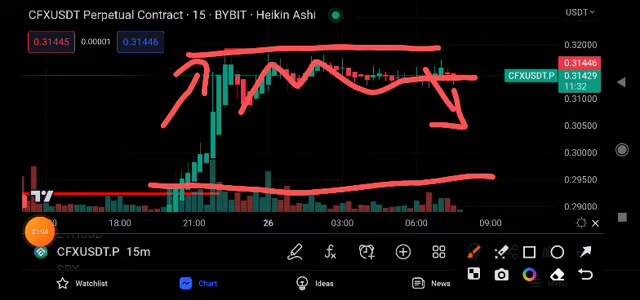 CFXUSDT Perpetual Contract · 15 · BYBIT · Heikin Ashi
USDT
0.31445
0.00001
0.31446
0.32000
CFXUSDT.P
0.31446
0.31429
11:32
0.31000
0.30500
0.30000
0.29500
0.29000
18:00
21:00
26
03:00
06:00
09:00
CFXUSDT.P 15m
Watchlist
Chart
Ideas
News
Menu